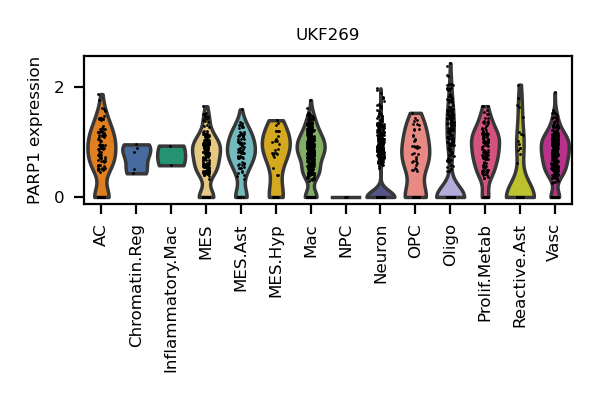 UKF269
PARP1 expression
2
0
AC
Chromatin.Reg
Inflammatory.Mac
MES
MES.Ast
MES.Hyp
Mac
NPC
Neuron
OPC
Oligo
Prolif.Metab
Reactive.Ast
Vasc